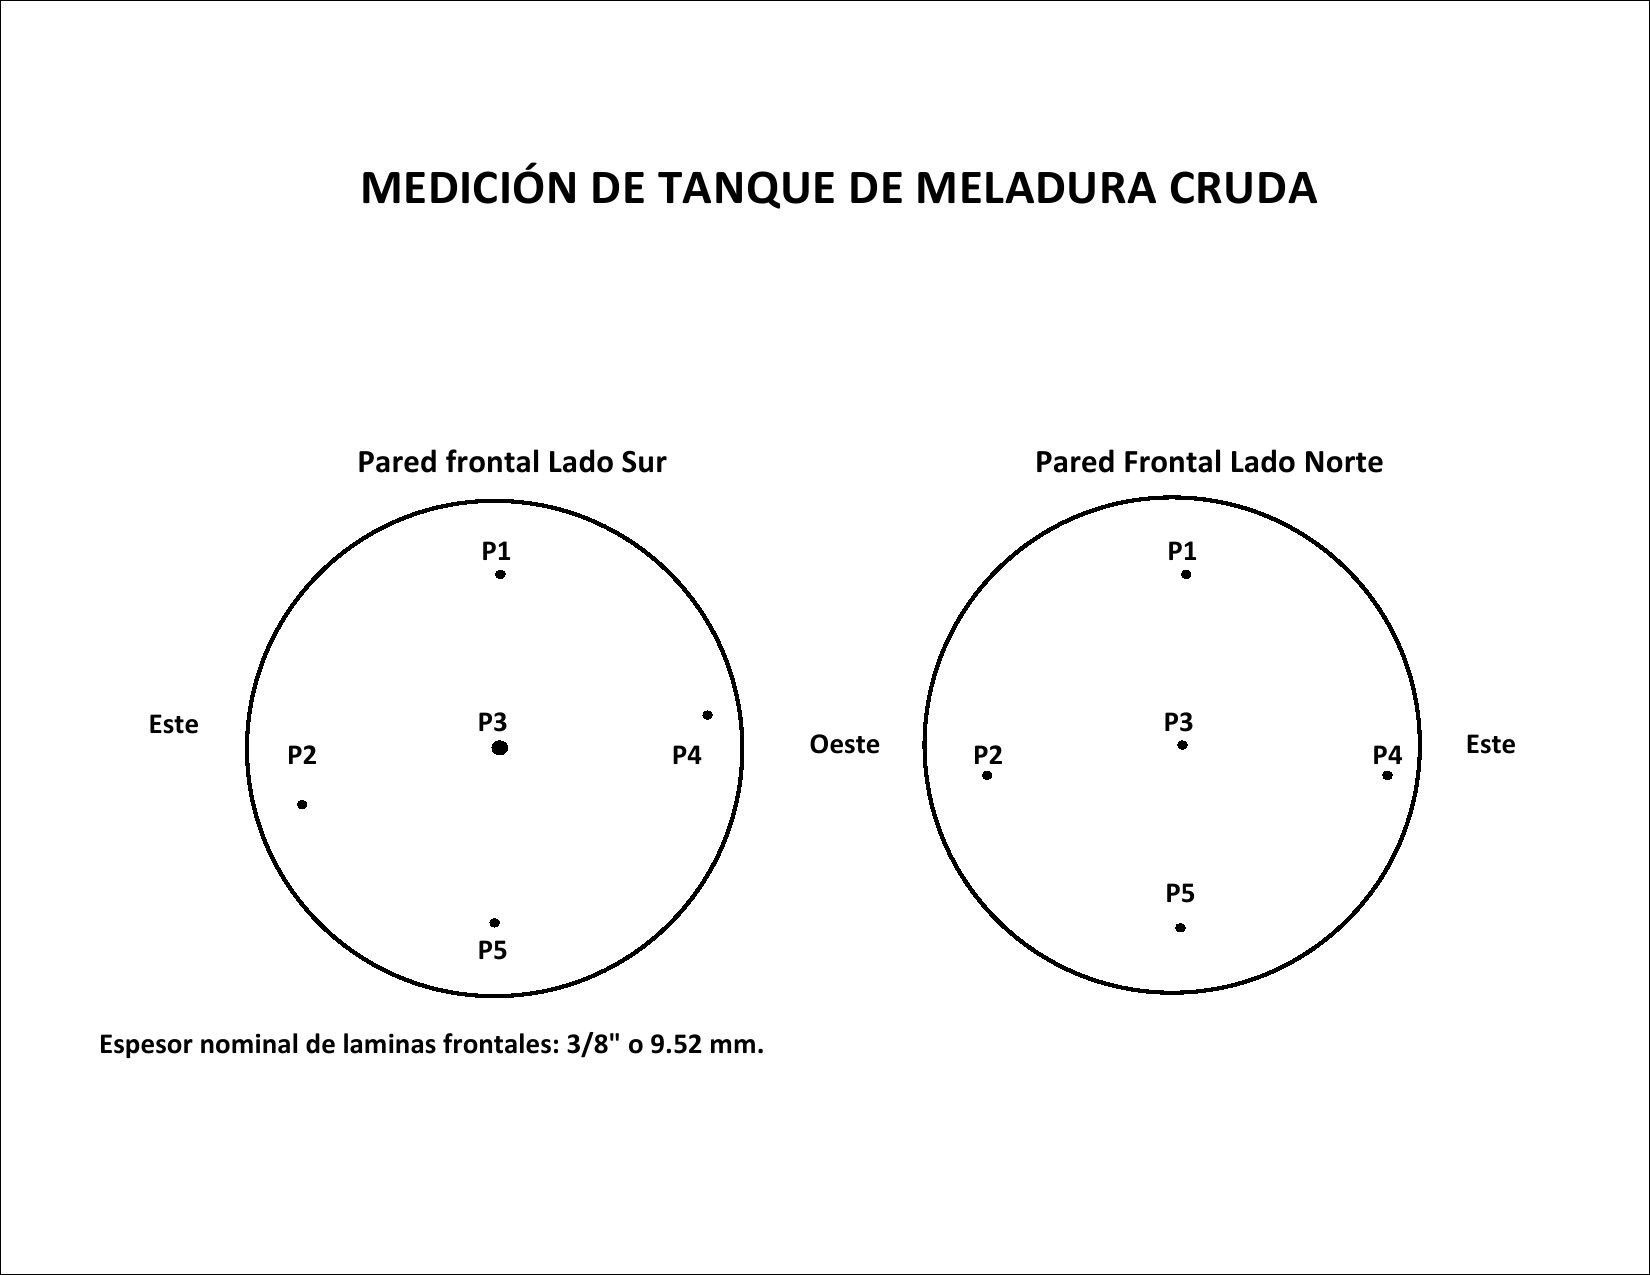 MEDICIÓN DE TANQUE DE MELADURA CRUDA
Pared frontal Lado Sur
Pared Frontal Lado Norte
P1
P1
Este
P2
P3
P4
Oeste
P2
P3
P4
Este
P5
P5
Espesor nominal de laminas frontales: 3/8" o 9.52 mm.